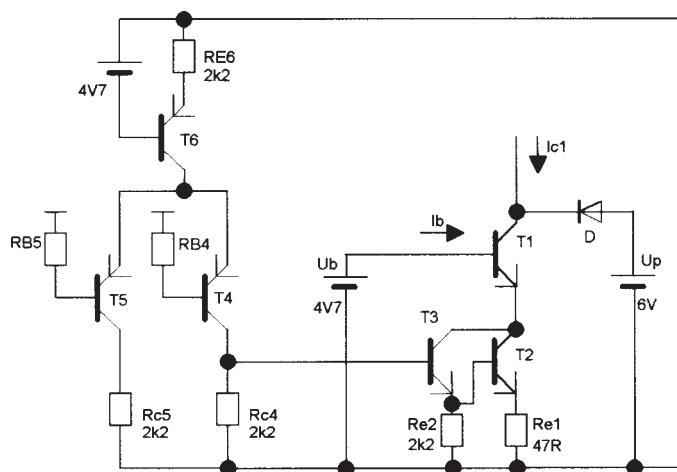 RE6
2k2
4V7
T6
Ic1
RB5
RB4
Ib
T1
D
Up
Ub
T5
T4
4V7
6V
T3
T2
Rc5
2k2
Rc4
2k2
Re2
2k2
Re1
47R